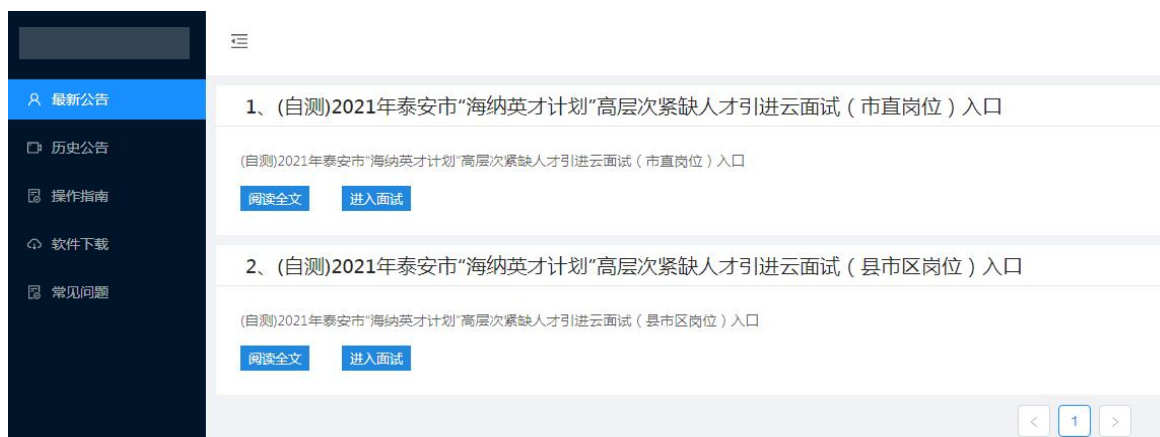 最新公告
历史公告
操作指南
软件下载
常见问题
1、(自测)2021年泰安市“海纳英才计划”高层次紧缺人才引进云面试（市直岗位）入口
(自测)2021年泰安市“海纳英才计划”高层次紧缺人才引进云面试（市直岗位）入口
阅读全文 进入面试
2、(自测)2021年泰安市“海纳英才计划”高层次紧缺人才引进云面试（县市区岗位）入口
(自测)2021年泰安市“海纳英才计划”高层次紧缺人才引进云面试（县市区岗位）入口
阅读全文 进入面试
< 1 >